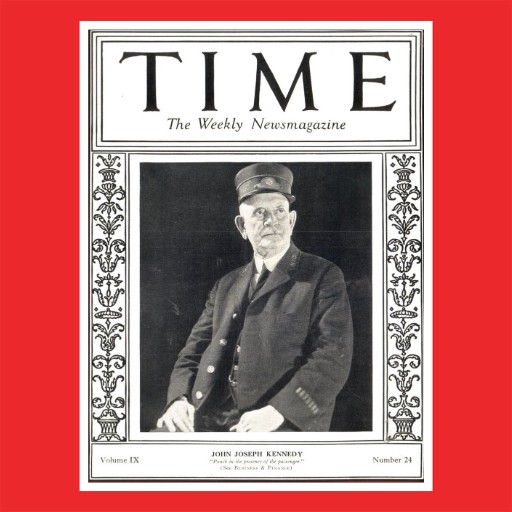 TIME
The Weekly Newsmagazine
JOHN JOSEPH KENNEDY
"Punch in the presence of the passenger"
(See BUSINESS & FINANCE)
Volume IX
Number 24